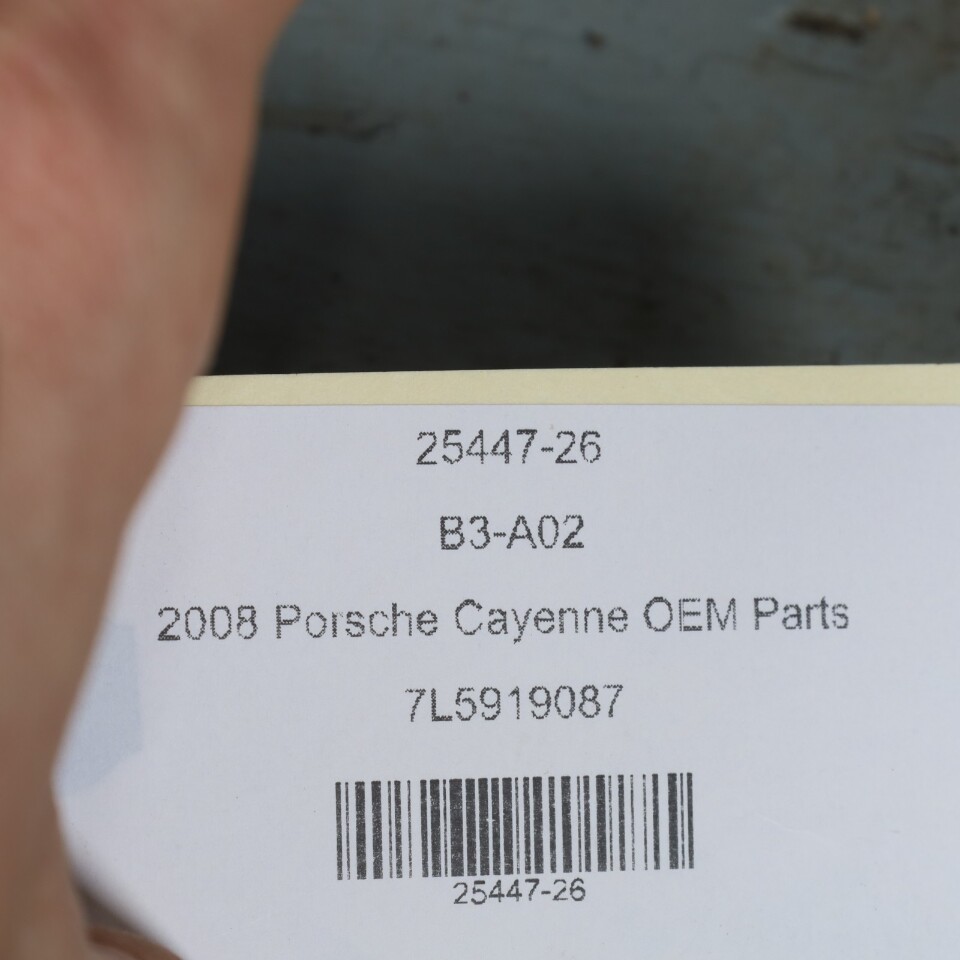 25447-26
B3-A02
2008 Porsche Cayenne OEM Parts
7L5919087
25447-26